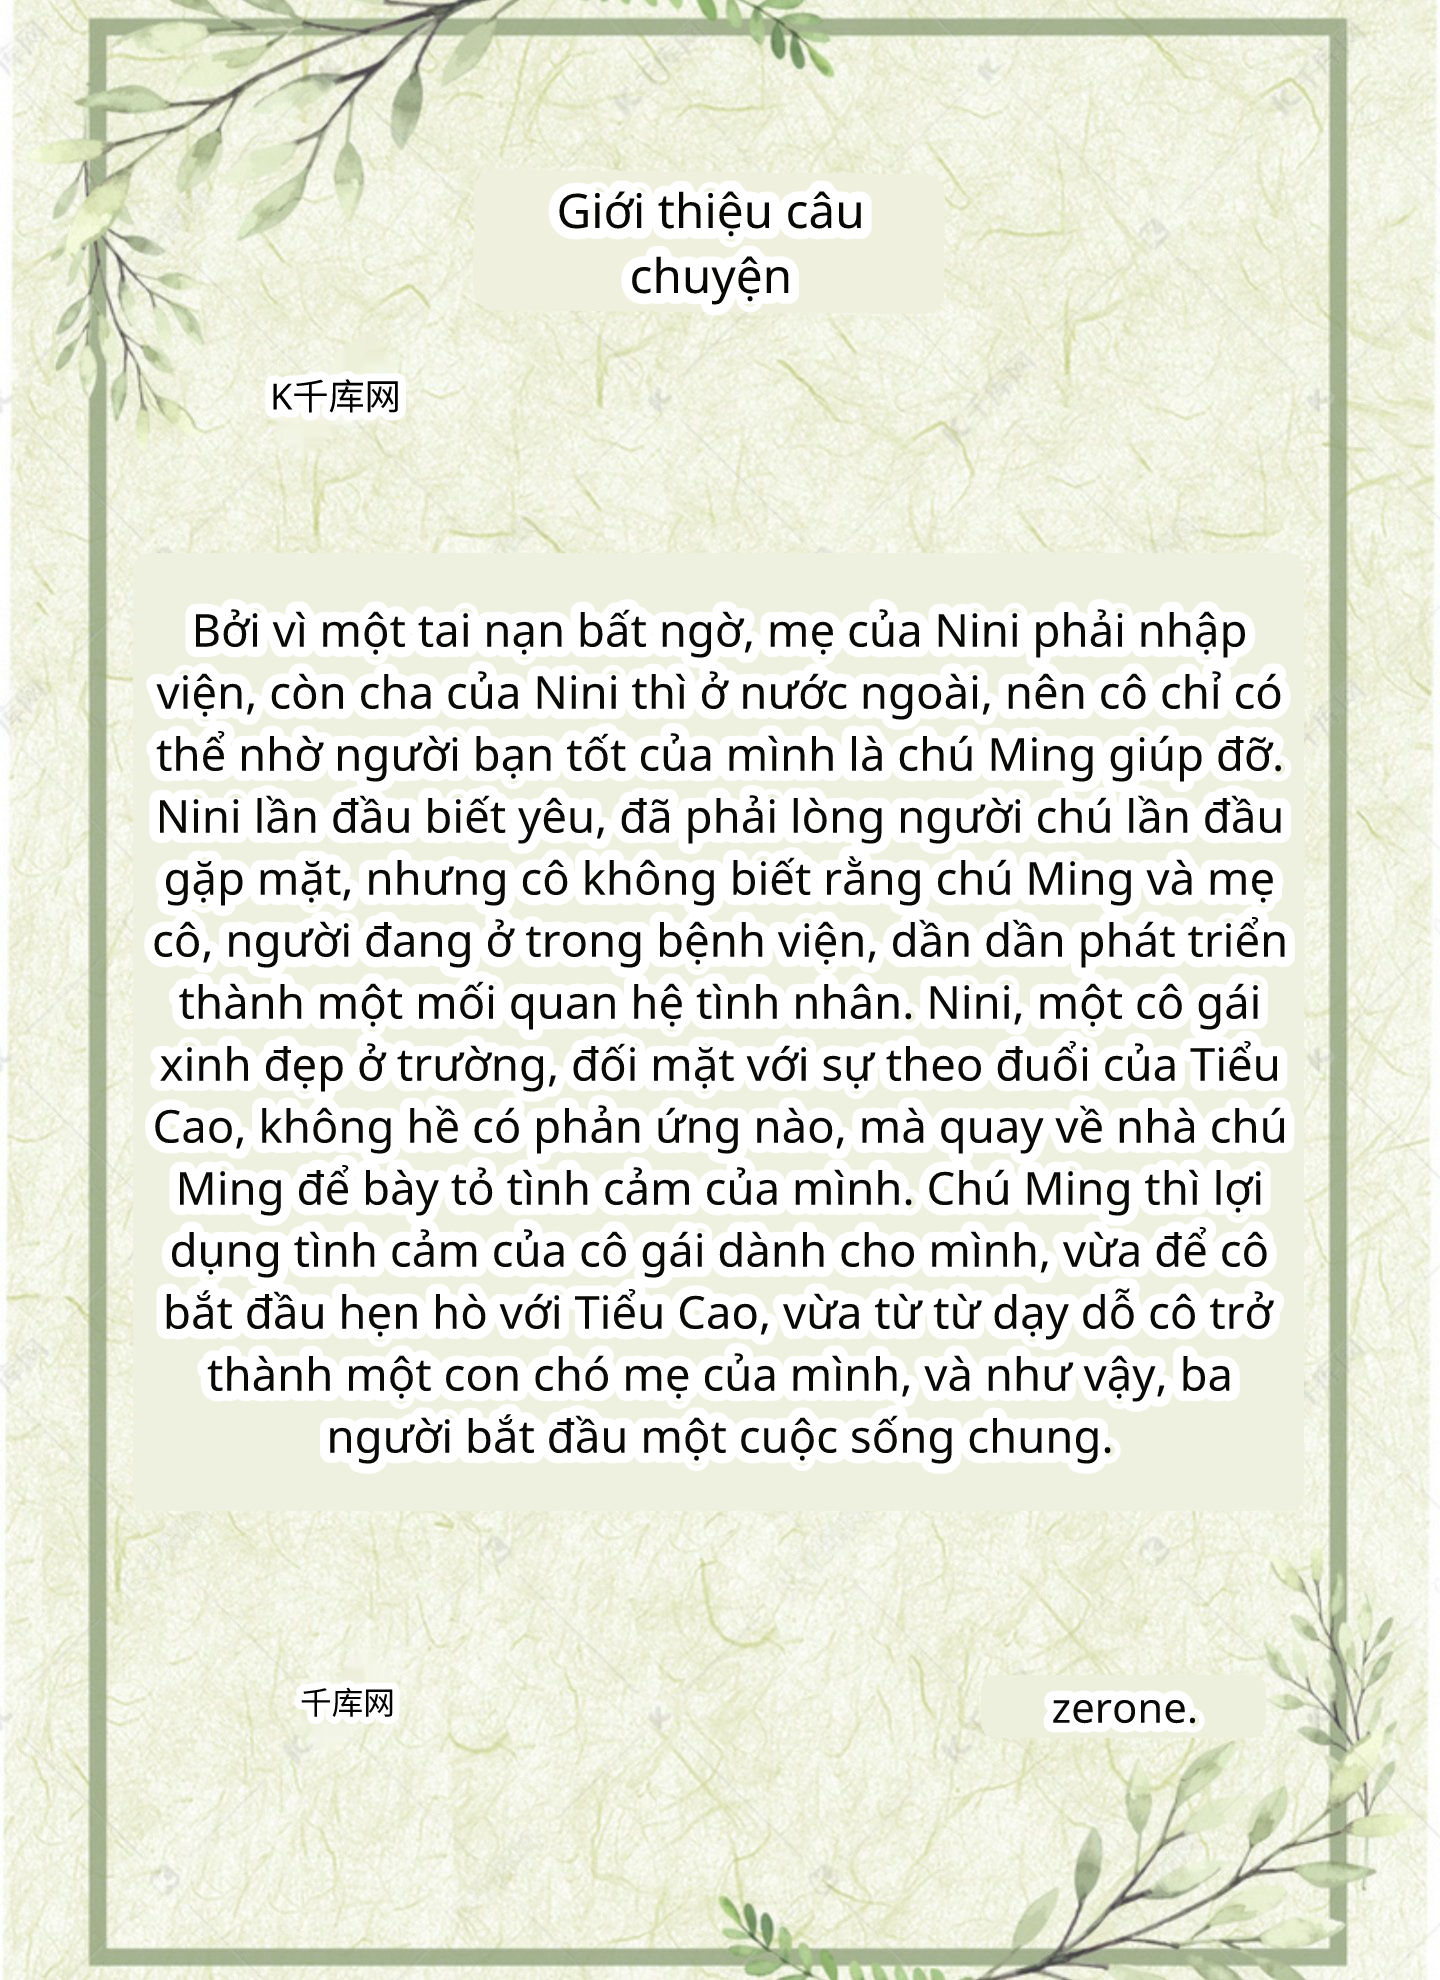 Giới thiệu câu
chuyện
K千库网
Bởi vì một tai nạn bất ngờ, mẹ của Nini phải nhập
viện, còn cha của Nini thì ở nước ngoài, nên cô chỉ có
thể nhờ người bạn tốt của mình là chú Ming giúp đỡ.
Nini lần đầu biết yêu, đã phải lòng người chú lần đầu
gặp mặt, nhưng cô không biết rằng chú Ming và mẹ
cô, người đang ở trong bệnh viện, dần dần phát triển
thành một mối quan hệ tình nhân. Nini, một cô gái
xinh đẹp ở trường, đối mặt với sự theo đuổi của Tiểu
Cao, không hề có phản ứng nào, mà quay về nhà chú
Ming để bày tỏ tình cảm của mình. Chú Ming thì lợi
dụng tình cảm của cô gái dành cho mình, vừa để cô
bắt đầu hẹn hò với Tiểu Cao, vừa từ từ dạy dỗ cô trở
thành một con chó mẹ của mình, và như vậy, ba
người bắt đầu một cuộc sống chung.
千库网
zerone.